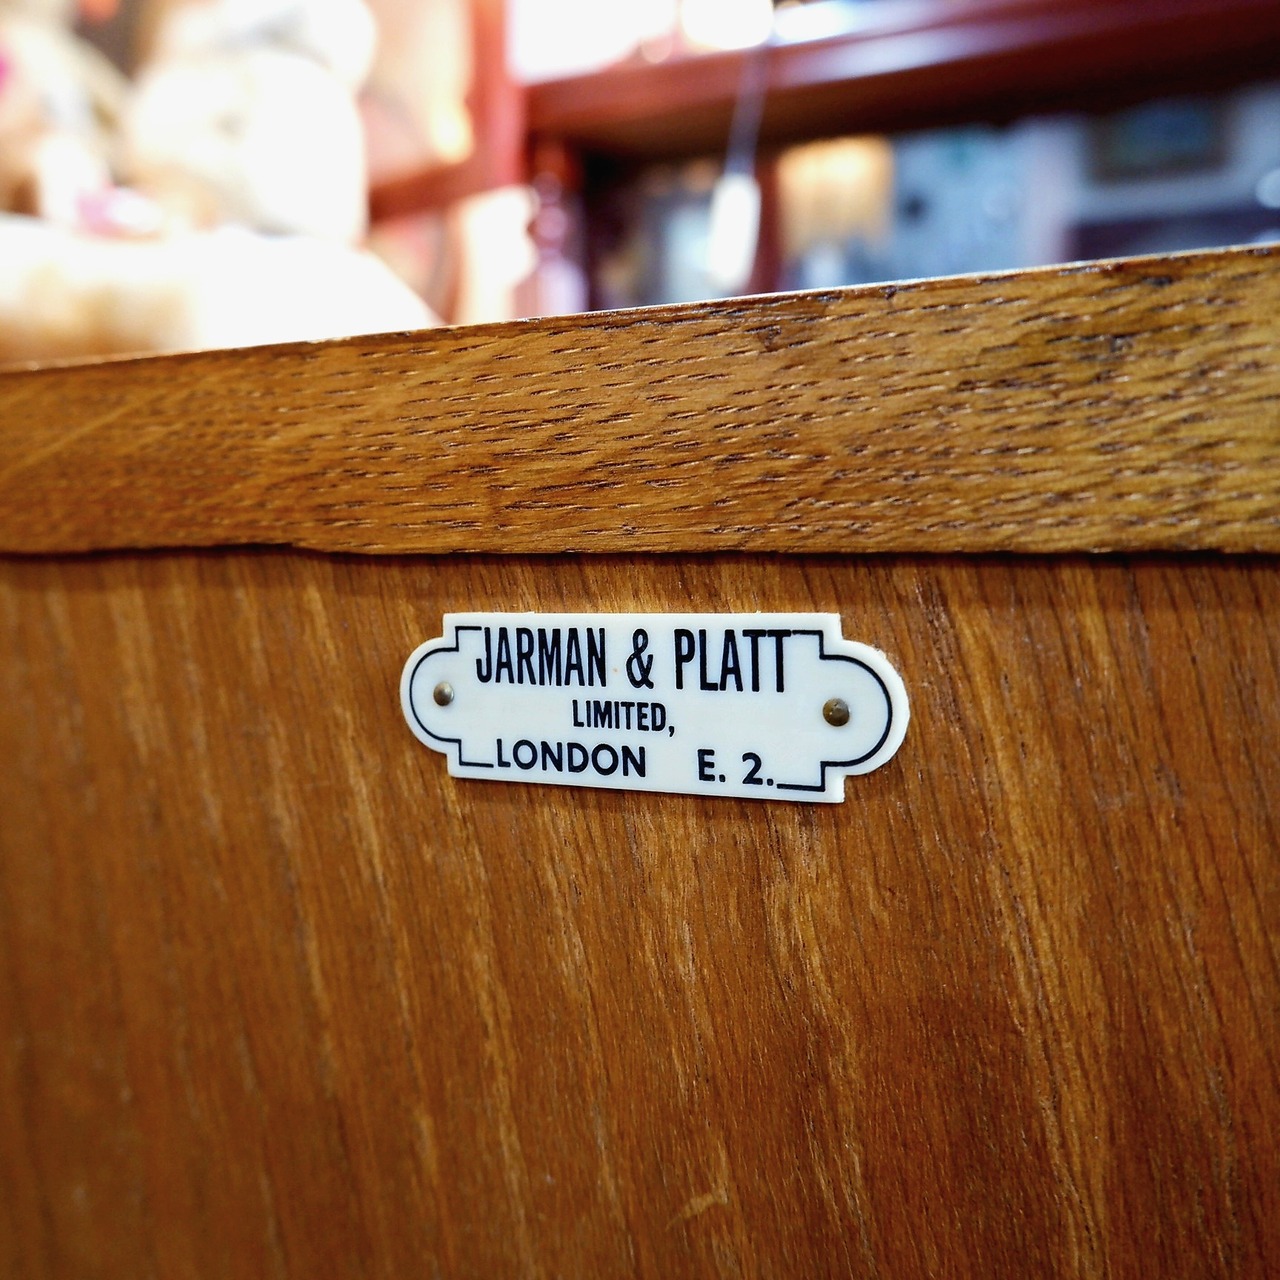 JARMAN & PLATT
LIMITED,
LONDON E. 2.